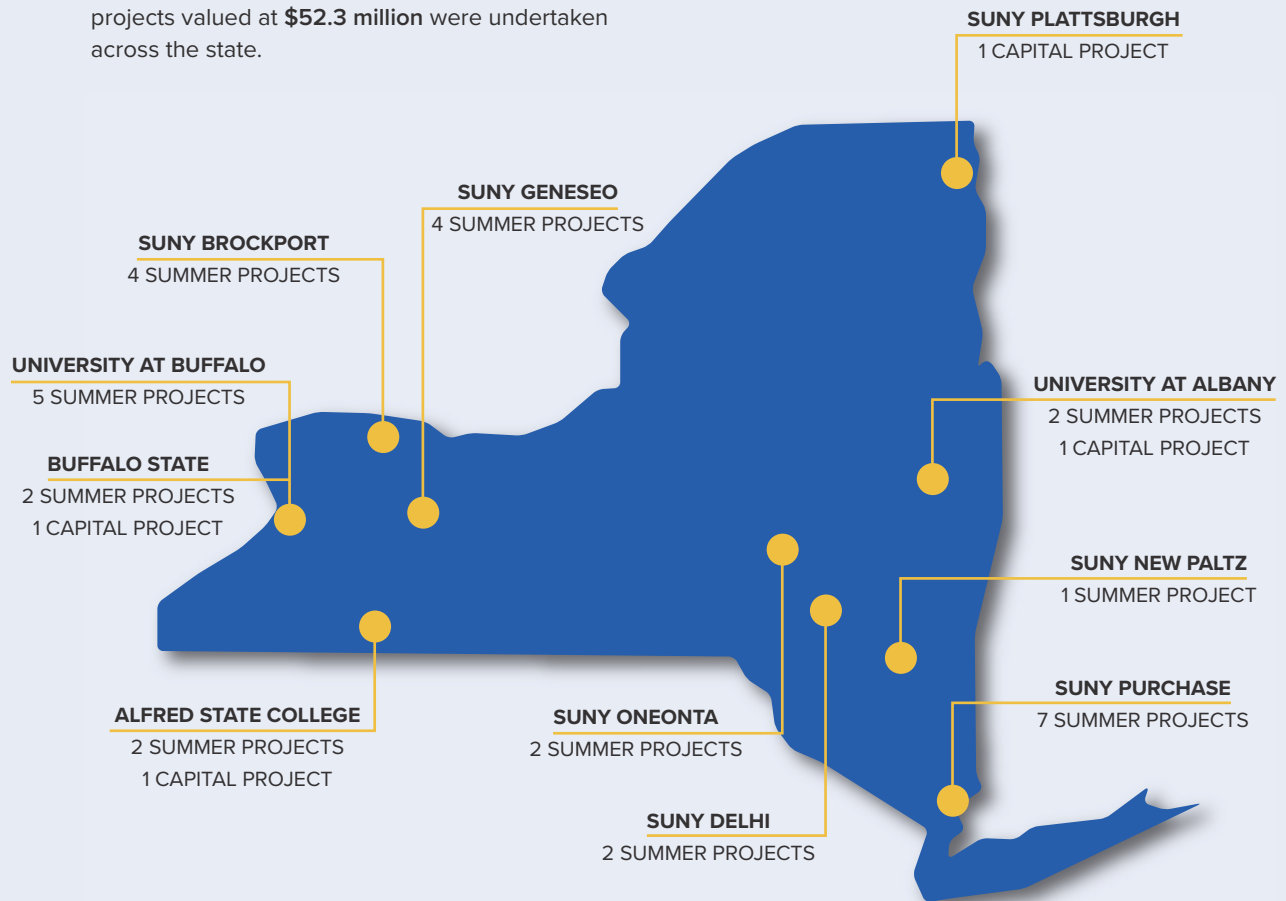 projects valued at $52.3 million were undertaken
across the state.
SUNY PLATTSBURGH
1 CAPITAL PROJECT
SUNY GENESEO
4 SUMMER PROJECTS
SUNY BROCKPORT
4 SUMMER PROJECTS
UNIVERSITY AT BUFFALO
5 SUMMER PROJECTS
BUFFALO STATE
2 SUMMER PROJECTS
1 CAPITAL PROJECT
UNIVERSITY AT ALBANY
2 SUMMER PROJECTS
1 CAPITAL PROJECT
SUNY NEW PALTZ
1 SUMMER PROJECT
SUNY PURCHASE
7 SUMMER PROJECTS
ALFRED STATE COLLEGE
2 SUMMER PROJECTS
1 CAPITAL PROJECT
SUNY ONEONTA
2 SUMMER PROJECTS
SUNY DELHI
2 SUMMER PROJECTS